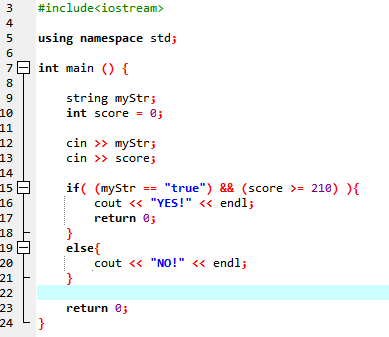 3 #include<iostream>
4
5 using namespace std;
6
7 int main () {
8
9 string myStr;
10 int score = 0;
11
12 cin >> myStr;
13 cin >> score;
14
15 if( (myStr == "true") && (score >= 210) ){
16 cout << "YES!" << endl;
17 return 0;
18 }
19 else{
20 cout << "NO!" << endl;
21 }
22
23 return 0;
24 }